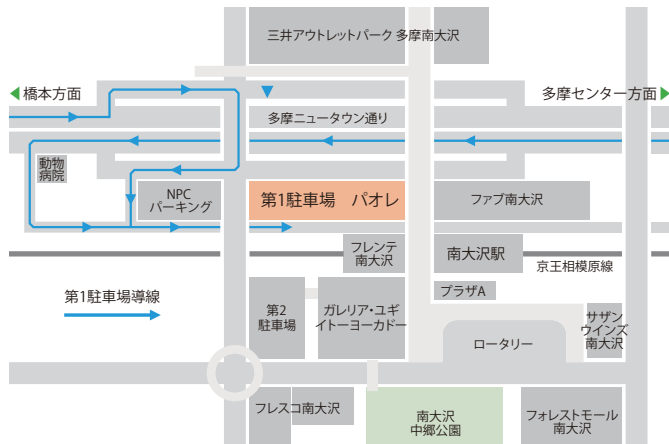 三井アウトレットパーク 多摩南大沢
橋本方面
多摩センター方面
多摩ニュータウン通り
動物
病院
NPC
パーキング
第1駐車場 パオレ
ファブ南大沢
フレンテ
南大沢
南大沢駅
京王相模原線
第1駐車場導線
プラザA
第2
駐車場
ガレリア・ユギ
イトーヨーカドー
ロータリー
サザン
ウインズ
南大沢
フレスコ南大沢
南大沢
中郷公園
フォレストモール
南大沢